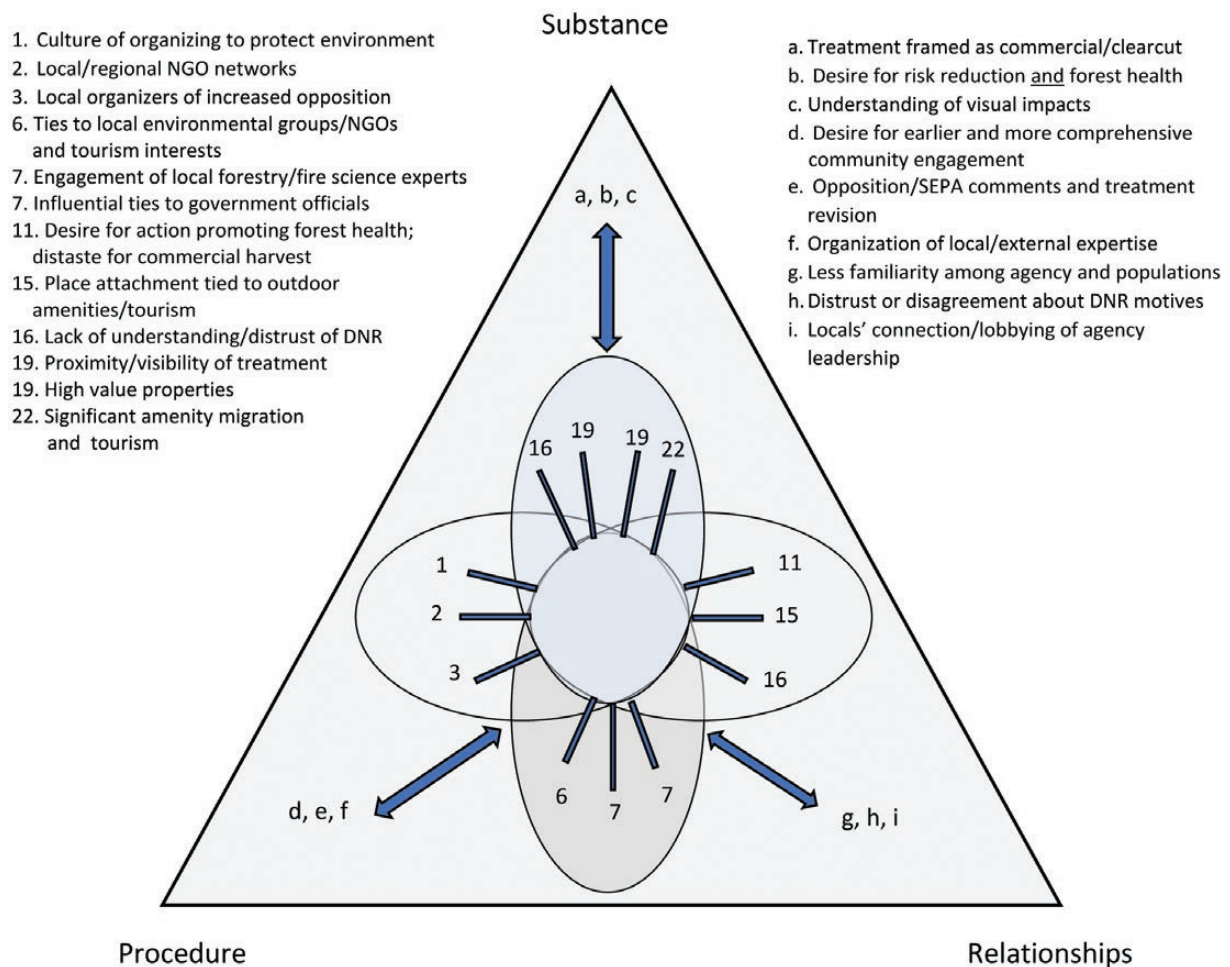 Substance
1. Culture of organizing to protect environment
2. Local/regional NGO networks
3. Local organizers of increased opposition
6. Ties to local environmental groups/NGOs
and tourism interests
7. Engagement of local forestry/fire science experts
7. Influential ties to government officials
11. Desire for action promoting forest health;
distaste for commercial harvest
15. Place attachment tied to outdoor
amenities/tourism
16. Lack of understanding/distrust of DNR
19. Proximity/visibility of treatment
19. High value properties
22. Significant amenity migration
and tourism
a. Treatment framed as commercial/clearcut
b. Desire for risk reduction and forest health
c. Understanding of visual impacts
d. Desire for earlier and more comprehensive
community engagement
e. Opposition/SEPA comments and treatment
revision
f. Organization of local/external expertise
g. Less familiarity among agency and populations
h. Distrust or disagreement about DNR motives
i. Locals' connection/lobbying of agency
leadership
a, b, c
16 19 19 22
1
11
2
15
3
16
6 7 7
d, e, f
g, h, i
Procedure
Relationships